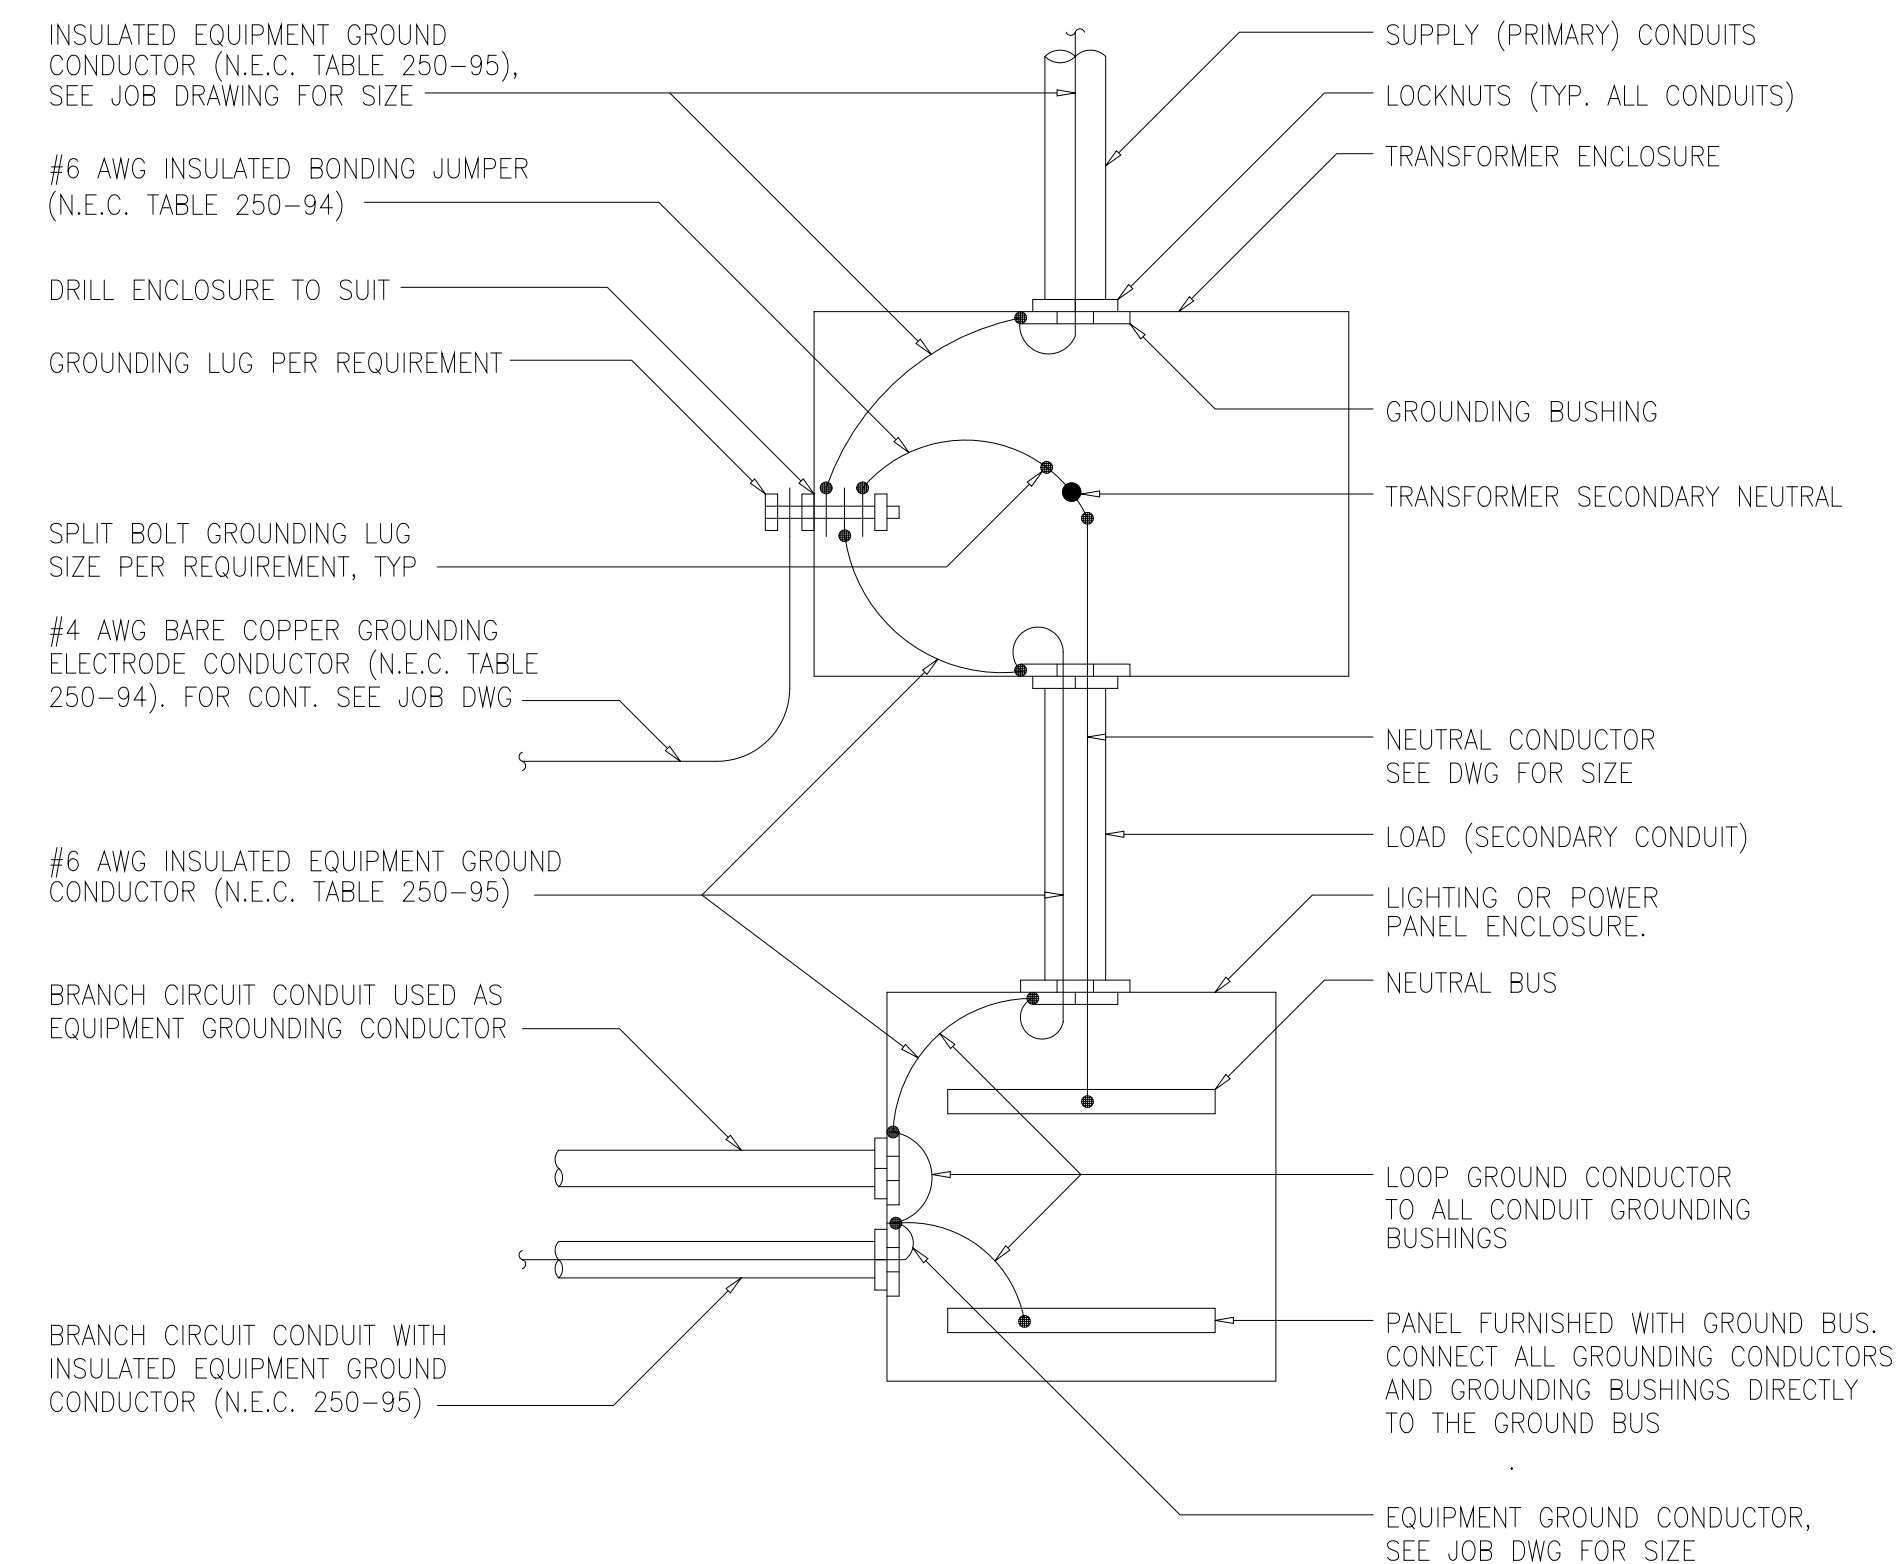 INSULATED EQUIPMENT GROUND
CONDUCTOR (N.E.C. TABLE 250-95),
SEE JOB DRAWING FOR SIZE
#6 AWG INSULATED BONDING JUMPER
(N.E.C. TABLE 250-94)
DRILL ENCLOSURE TO SUIT
GROUNDING LUG PER REQUIREMENT
SPLIT BOLT GROUNDING LUG
SIZE PER REQUIREMENT, TYP
#4 AWG BARE COPPER GROUNDING
ELECTRODE CONDUCTOR (N.E.C. TABLE
250-94). FOR CONT. SEE JOB DWG
#6 AWG INSULATED EQUIPMENT GROUND
CONDUCTOR (N.E.C. TABLE 250-95)
BRANCH CIRCUIT CONDUIT USED AS
EQUIPMENT GROUNDING CONDUCTOR
BRANCH CIRCUIT CONDUIT WITH
INSULATED EQUIPMENT GROUND
CONDUCTOR (N.E.C. 250-95)
SUPPLY (PRIMARY) CONDUITS
LOCKNUTS (TYP. ALL CONDUITS)
TRANSFORMER ENCLOSURE
GROUNDING BUSHING
TRANSFORMER SECONDARY NEUTRAL
NEUTRAL CONDUCTOR
SEE DWG FOR SIZE
LOAD (SECONDARY CONDUIT)
LIGHTING OR POWER
PANEL ENCLOSURE.
NEUTRAL BUS
LOOP GROUND CONDUCTOR
TO ALL CONDUIT GROUNDING
BUSHINGS
PANEL FURNISHED WITH GROUND BUS.
CONNECT ALL GROUNDING CONDUCTORS
AND GROUNDING BUSHINGS DIRECTLY
TO THE GROUND BUS
.
EQUIPMENT GROUND CONDUCTOR,
SEE JOB DWG FOR SIZE